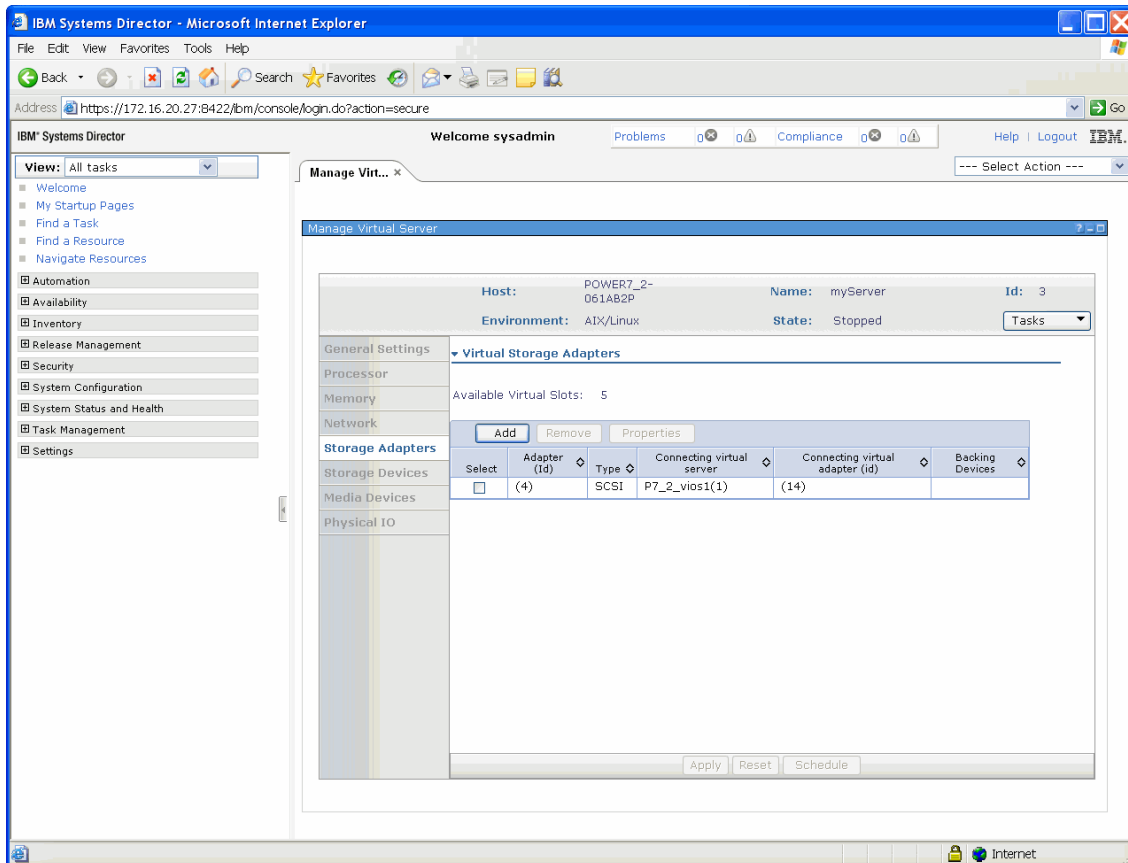 IBM Systems Director - Microsoft Internet Explorer
File Edit View Favorites Tools Help
Back Search Favorites
Address https://172.16.20.27:8422/ibm/console/login.do?action=secure Go
IBM® Systems Director Welcome sysadmin Problems 0 0 Compliance 0 0 Help | Logout IBM.
View: All tasks
Manage Virt... ×
--- Select Action ---
Welcome
My Startup Pages
Find a Task
Find a Resource
Navigate Resources
Automation
Availability
Inventory
Release Management
Security
System Configuration
System Status and Health
Task Management
Settings
Manage Virtual Server
Host: POWER7_2-
061AB2P
Name: myServer
Id: 3
Environment: AIX/Linux
State: Stopped
Tasks
General Settings
Processor
Memory
Network
Storage Adapters
Storage Devices
Media Devices
Physical IO
Virtual Storage Adapters
Available Virtual Slots: 5
Add Remove Properties
Select
Adapter
(Id)
Type
Connecting virtual
server
Connecting virtual
adapter (id)
Backing
Devices
(4) SCSI P7_2_vios1(1) (14)
Apply Reset Schedule
Internet